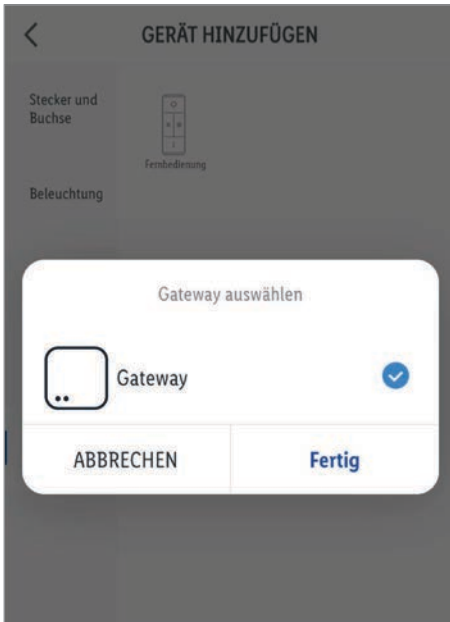 GERÄT HINZUFÜGEN
Stecker und
Buchse
Fernbedienung
Beleuchtung
Gateway auswählen
Gateway
ABBRECHEN
Fertig